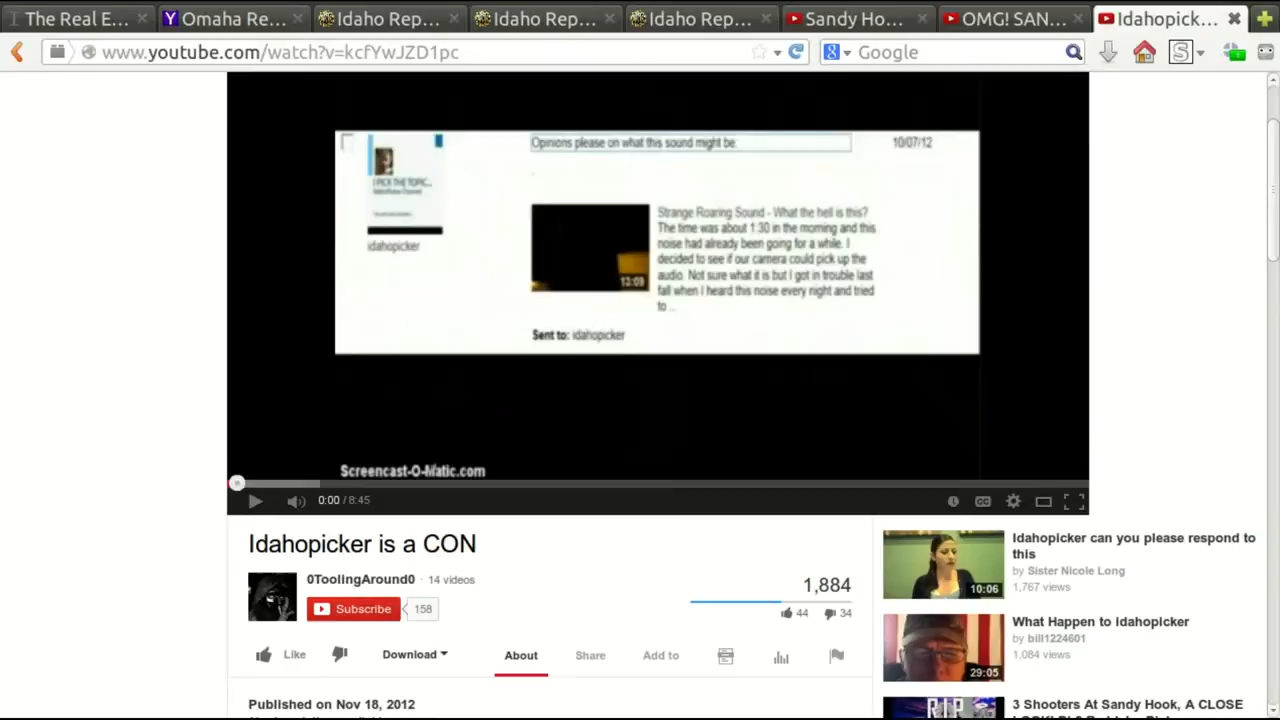 The Real E...
Omaha Re...
Idaho Rep...
Idaho Rep...
Idaho Rep...
Sandy Ho...
OMG! SAN...
Idahopick...
www.youtube.com/watch?v=kcfYwJZD1pc
Google
Opinions please on what this sound might be.
10/07/12
I PICK THE TOPIC...
idahopicker
Strange Roaring Sound - What the hell is this?
The time was about 1:30 in the morning and this
noise had already been going for a while. I
decided to see if our camera could pick up the
audio. Not sure what it is but I got in trouble last
fall when I heard this noise every night and tried
to ...
13:09
Sent to: idahopicker
Screencast-O-Matic.com
0:00 / 8:45
Idahopicker is a CON
0ToolingAround0 · 14 videos
Subscribe 158
1,884
44 34
Like
Download
About
Share
Add to
Published on Nov 18, 2012
Idahopicker can you please respond to
this
by Sister Nicole Long
1,767 views
10:06
What Happen to idahopicker
by bill1224601
1,084 views
29:05
3 Shooters At Sandy Hook, A CLOSE
R.I.P